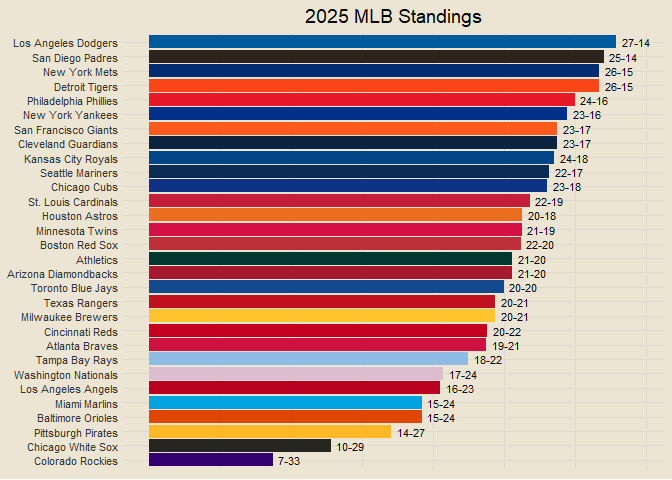 2025 MLB Standings
Los Angeles Dodgers 27-14
San Diego Padres 25-14
New York Mets 26-15
Detroit Tigers 26-15
Philadelphia Phillies 24-16
New York Yankees 23-16
San Francisco Giants 23-17
Cleveland Guardians 23-17
Kansas City Royals 24-18
Seattle Mariners 22-17
Chicago Cubs 23-18
St. Louis Cardinals 22-19
Houston Astros 20-18
Minnesota Twins 21-19
Boston Red Sox 22-20
Athletics 21-20
Arizona Diamondbacks 21-20
Toronto Blue Jays 20-20
Texas Rangers 20-21
Milwaukee Brewers 20-21
Cincinnati Reds 20-22
Atlanta Braves 19-21
Tampa Bay Rays 18-22
Washington Nationals 17-24
Los Angeles Angels 16-23
Miami Marlins 15-24
Baltimore Orioles 15-24
Pittsburgh Pirates 14-27
Chicago White Sox 10-29
Colorado Rockies 7-33